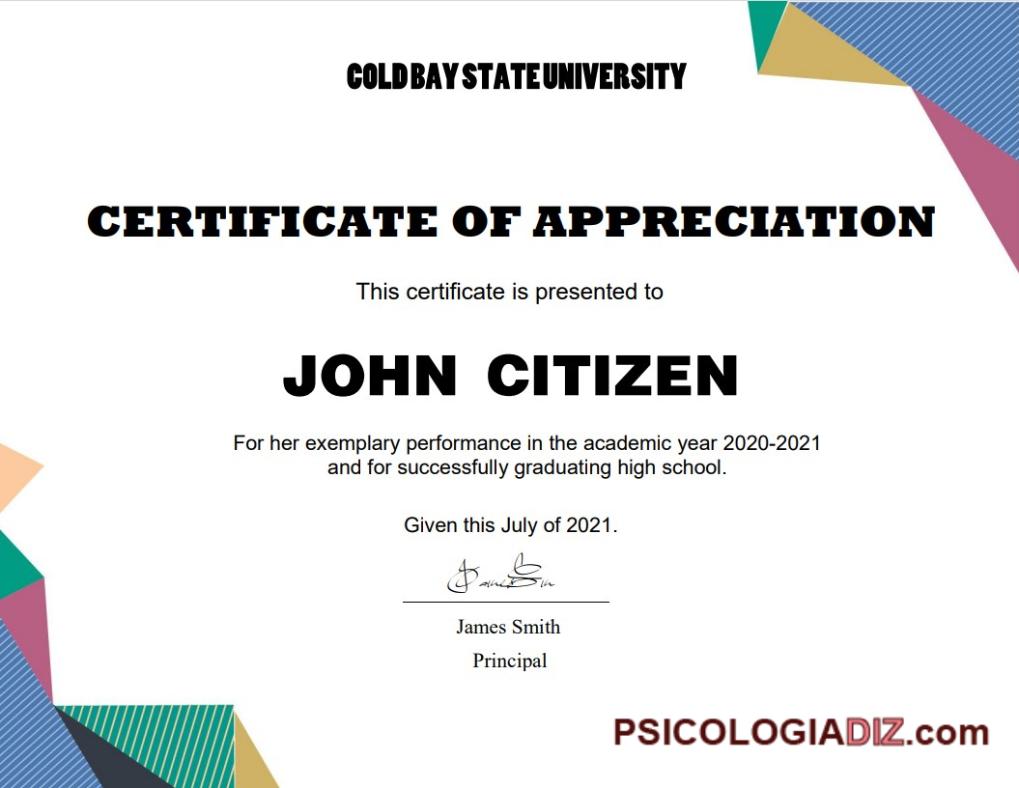 COLD BAY STATE UNIVERSITY
CERTIFICATE OF APPRECIATION
This certificate is presented to
JOHN CITIZEN
For her exemplary performance in the academic year 2020-2021
and for successfully graduating high school.
Given this July of 2021.
James Smith
Principal
PSICOLOGIADIZ.com